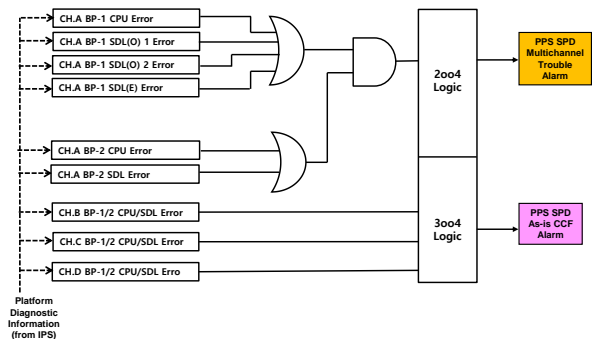 CH.A BP-1 CPU Error
CH.A BP-1 SDL(O) 1 Error
CH.A BP-1 SDL(O) 2 Error
CH.A BP-1 SDL(E) Error
CH.A BP-2 CPU Error
CH.A BP-2 SDL Error
CH.B BP-1/2 CPU/SDL Error
CH.C BP-1/2 CPU/SDL Error
CH.D BP-1/2 CPU/SDL Erro
Platform
Diagnostic
Information
(from IPS)
2oo4
Logic
3oo4
Logic
PPS SPD
Multichannel
Trouble
Alarm
PPS SPD
As-is CCF
Alarm